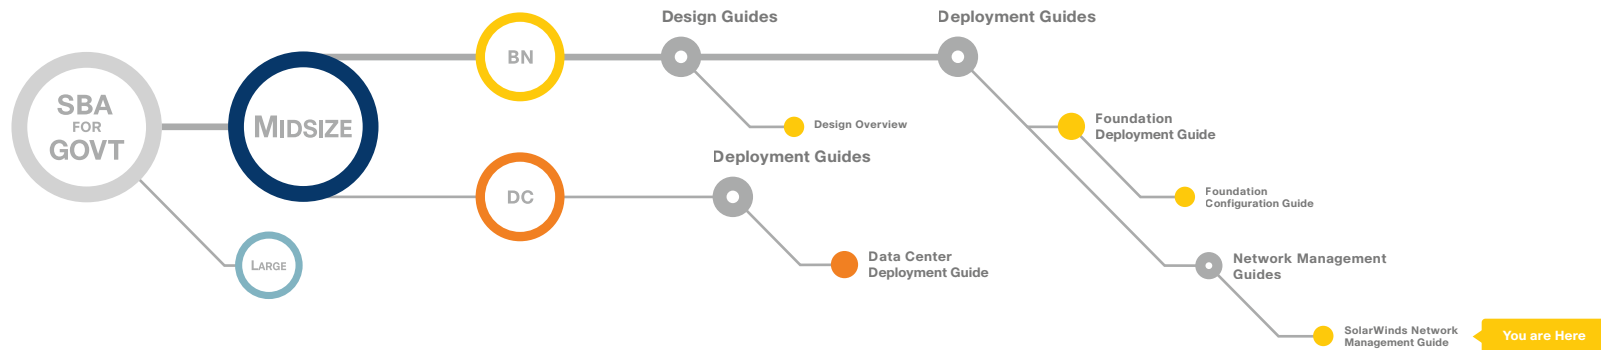 SBA
FOR
GOVT
MIDSIZE
LARGE
BN
Design Guides
Design Overview
Deployment Guides
Foundation
Deployment Guide
Foundation
Configuration Guide
Network Management
Guides
SolarWinds Network
Management Guide
You are Here
DC
Deployment Guides
Data Center
Deployment Guide